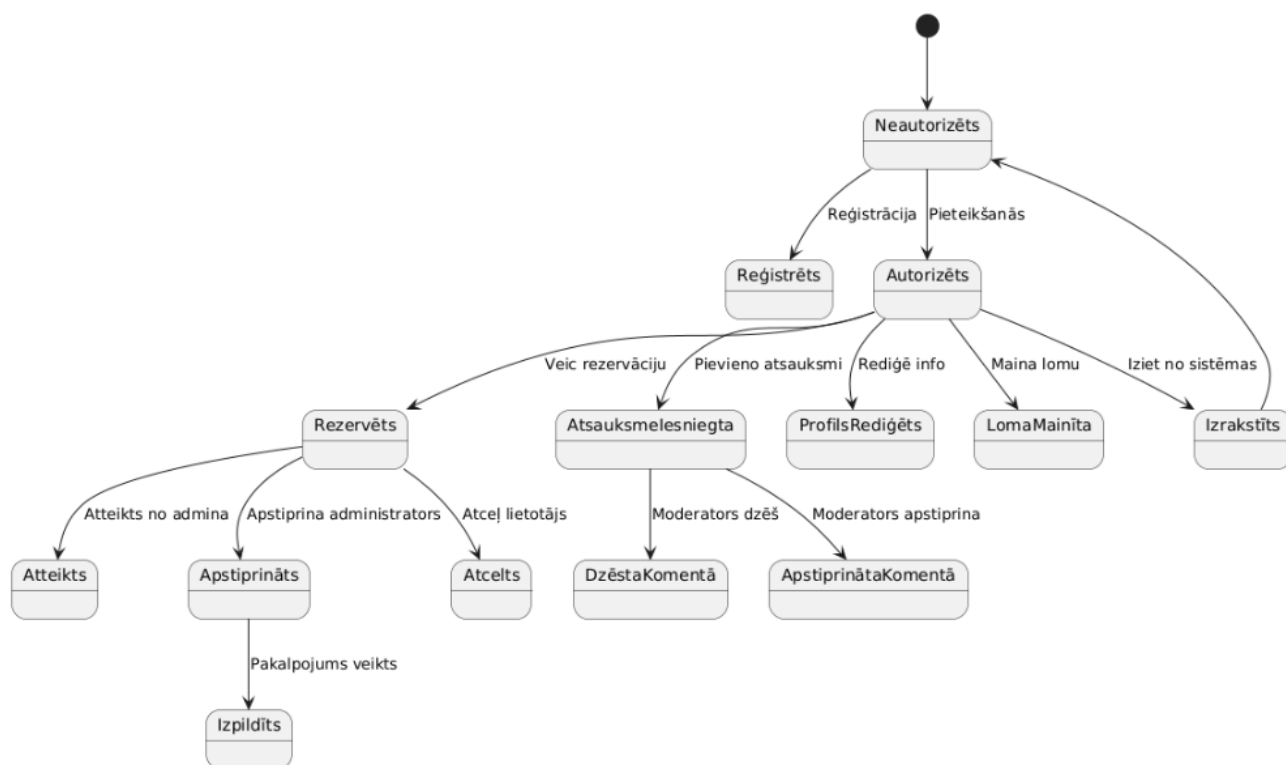 Neautorizēts
Reģistrācija
Pieteikšanās
Reģistrēts
Autorizēts
Veic rezervāciju
Pievieno atsauksmi
Rediģē info
Maina lomu
Iziet no sistēmas
Rezervēts
Atsauksmelesniegta
ProfilsRediģēts
LomaMainīta
Izrakstīts
Atteikts no admina
Apstiprina administrators
Atceļ lietotājs
Moderators dzēš
Moderators apstiprina
Atteikts
Apstiprināts
Atcelts
DzēstaKomentā
ApstiprinātaKomentā
Pakalpojums veikts
Izpildīts